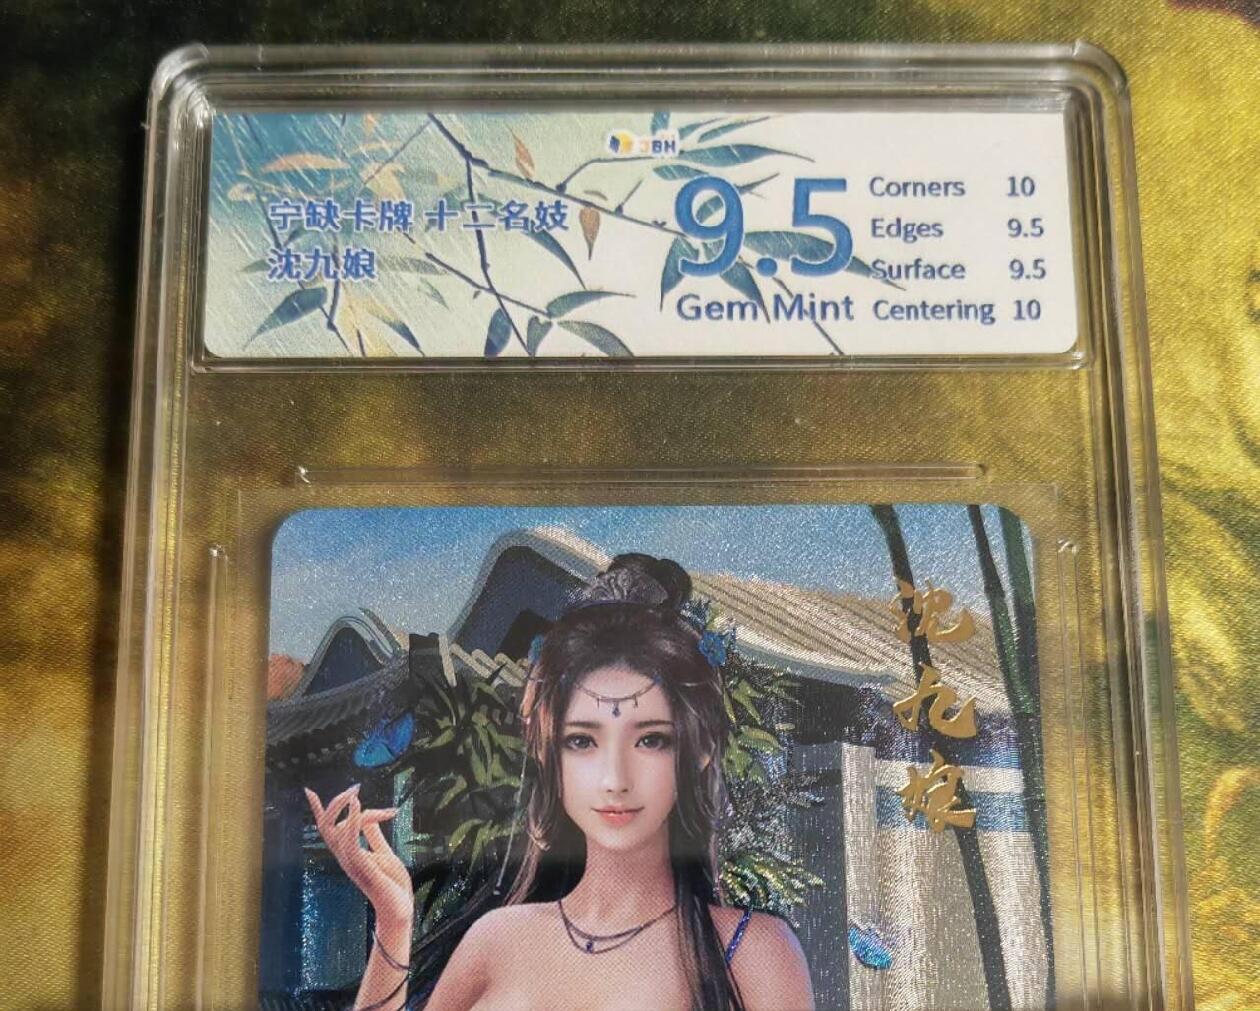 JBH
宁缺卡牌 十二名妓
沈九娘
9.5
Gem Mint
Corners 10
Edges 9.5
Surface 9.5
Centering 10
沈九娘